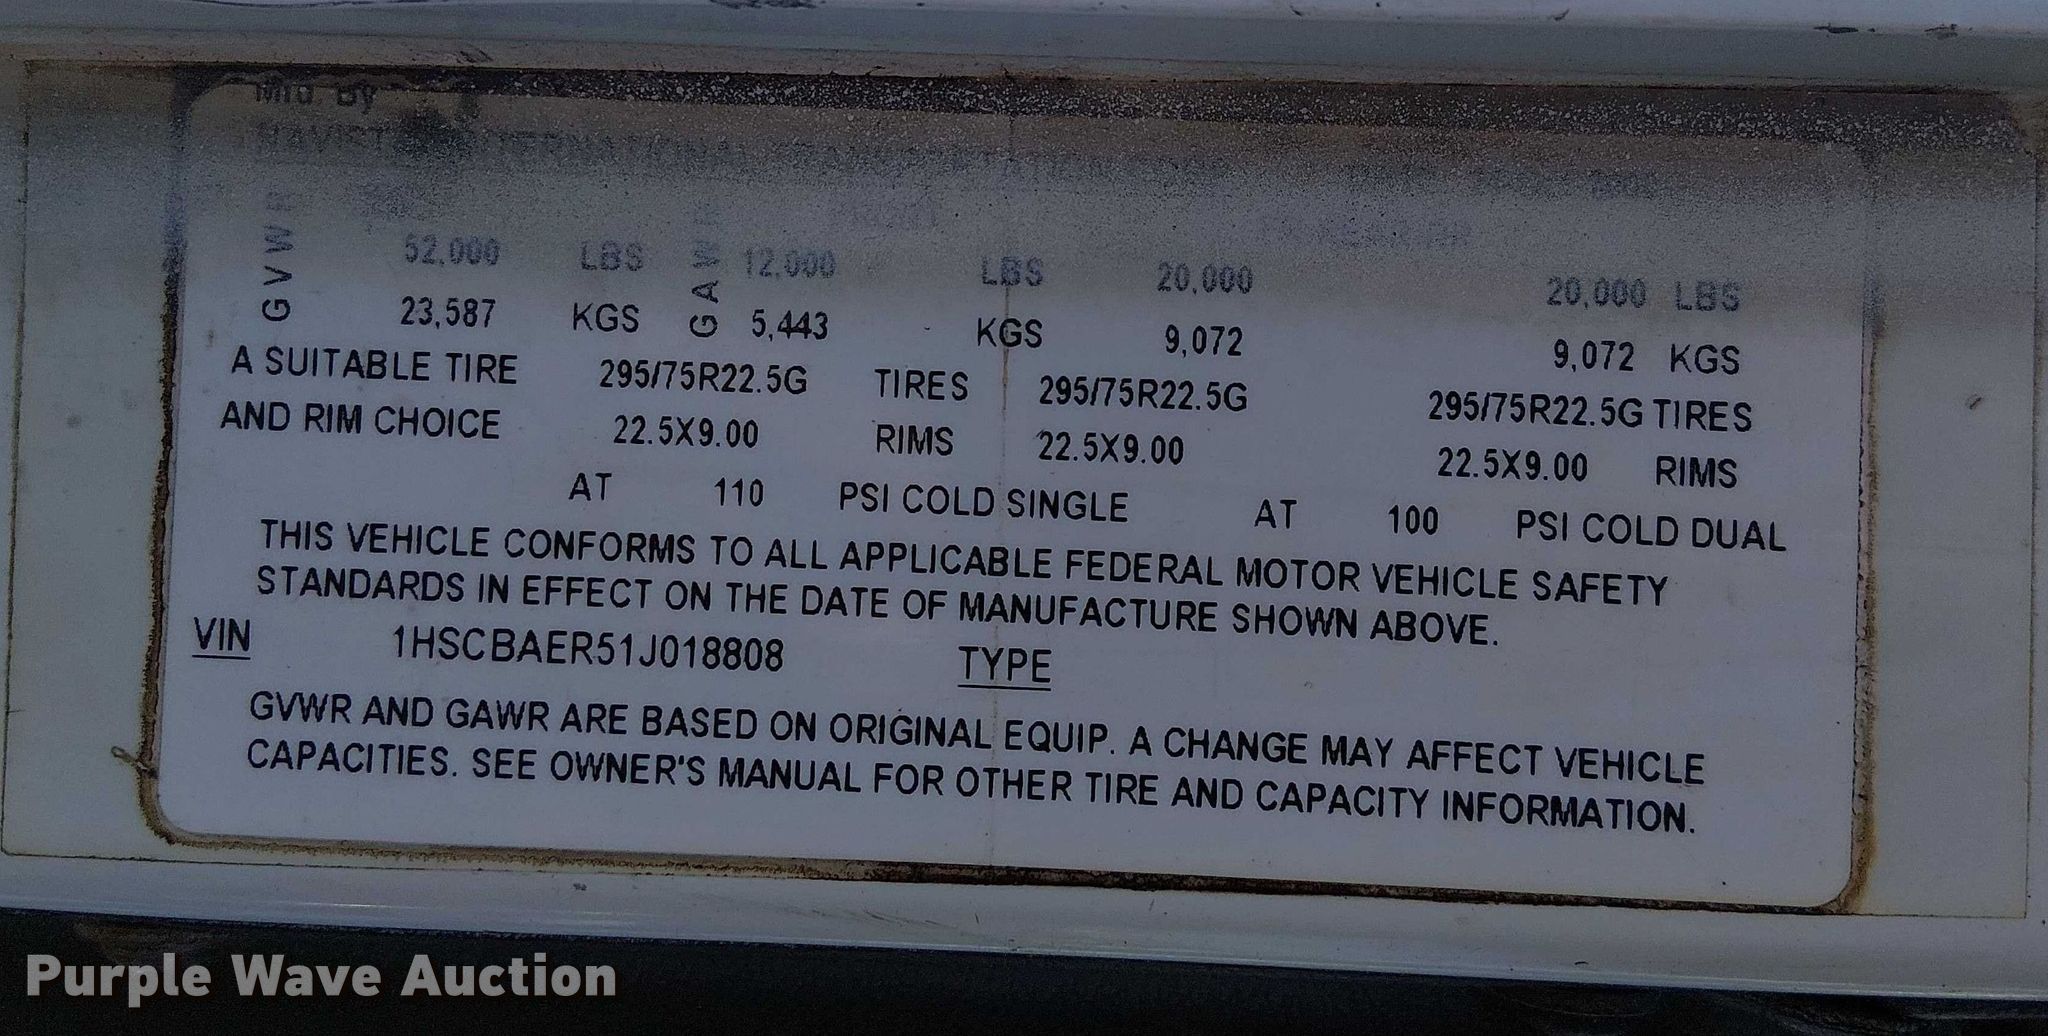 Mfd. By
NAVISTAR INTERNATIONAL
GVWR 52,000 LBS GAWR 12,000 LBS 20,000 20,000 LBS
23,587 KGS 5,443 KGS 9,072 9,072 KGS
A SUITABLE TIRE 295/75R22.5G TIRES 295/75R22.5G 295/75R22.5G TIRES
AND RIM CHOICE 22.5X9.00 RIMS 22.5X9.00 22.5X9.00 RIMS
AT 110 PSI COLD SINGLE AT 100 PSI COLD DUAL
THIS VEHICLE CONFORMS TO ALL APPLICABLE FEDERAL MOTOR VEHICLE SAFETY
STANDARDS IN EFFECT ON THE DATE OF MANUFACTURE SHOWN ABOVE.
VIN 1HSCBAER51J018808 TYPE
GVWR AND GAWR ARE BASED ON ORIGINAL EQUIP. A CHANGE MAY AFFECT VEHICLE
CAPACITIES. SEE OWNER'S MANUAL FOR OTHER TIRE AND CAPACITY INFORMATION.
Purple Wave Auction